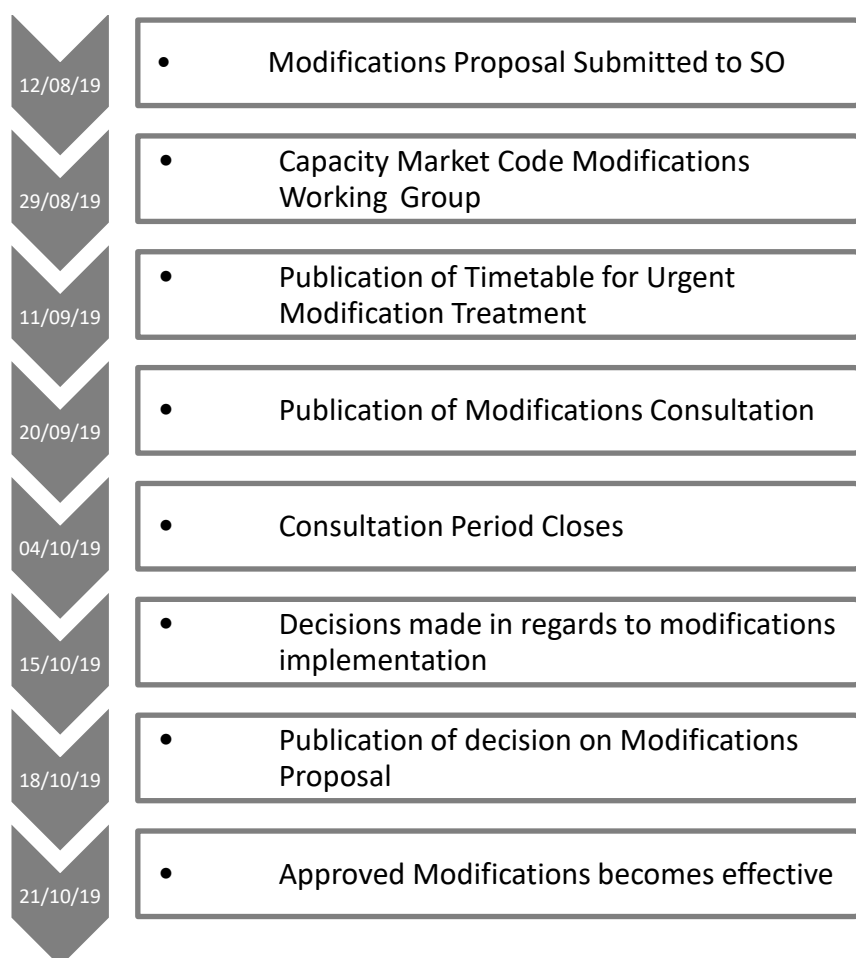 12/08/19
• Modifications Proposal Submitted to SO
29/08/19
• Capacity Market Code Modifications
Working Group
11/09/19
• Publication of Timetable for Urgent
Modification Treatment
20/09/19
• Publication of Modifications Consultation
04/10/19
• Consultation Period Closes
15/10/19
• Decisions made in regards to modifications
implementation
18/10/19
• Publication of decision on Modifications
Proposal
21/10/19
• Approved Modifications becomes effective